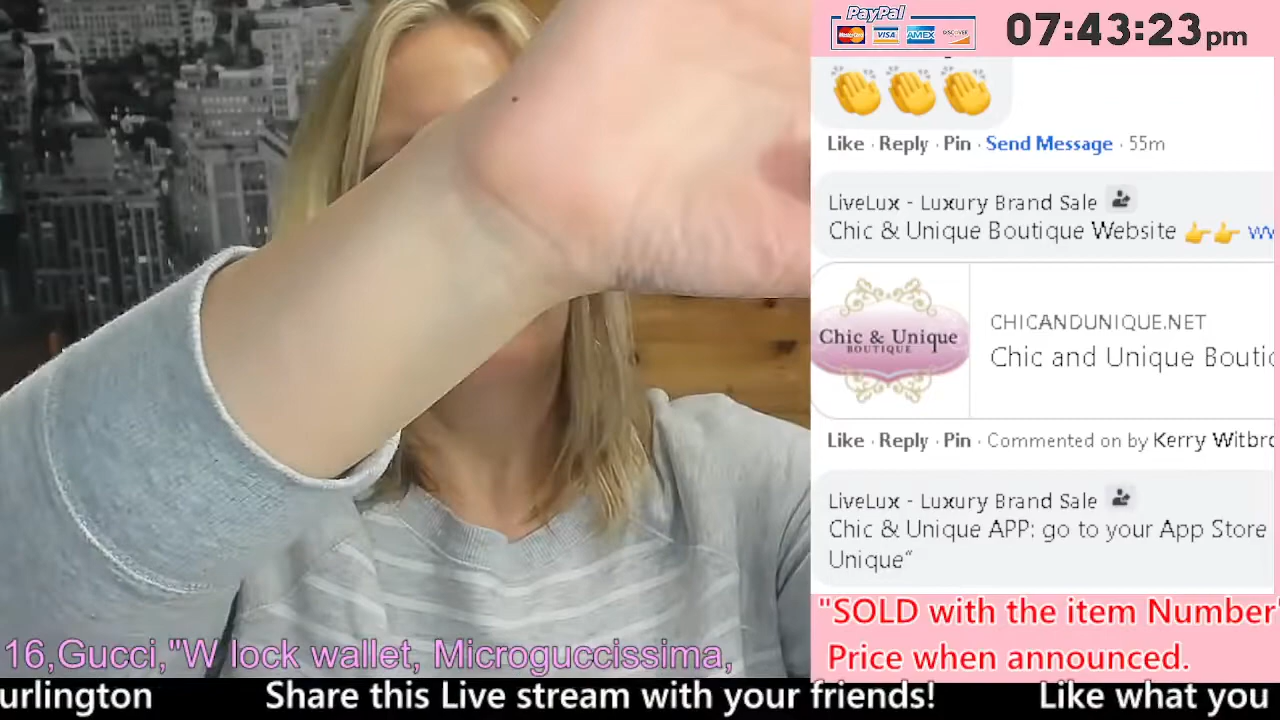 PayPal
MasterCard VISA AMEX DISCOVER
07:43:23pm
Like · Reply · Pin · Send Message · 55m
LiveLux - Luxury Brand Sale
Chic & Unique Boutique Website 👉👉
Chic & Unique
BOUTIQUE
CHICANDUNIQUE.NET
Chic and Unique Boutic
Like · Reply · Pin · Commented on by Kerry Witbro
LiveLux - Luxury Brand Sale
Chic & Unique APP: go to your App Store
Unique“
"SOLD with the item Number"
Price when announced.
16,Gucci,"W lock wallet, Microguccissima,
urlington Share this Live stream with your friends! Like what you